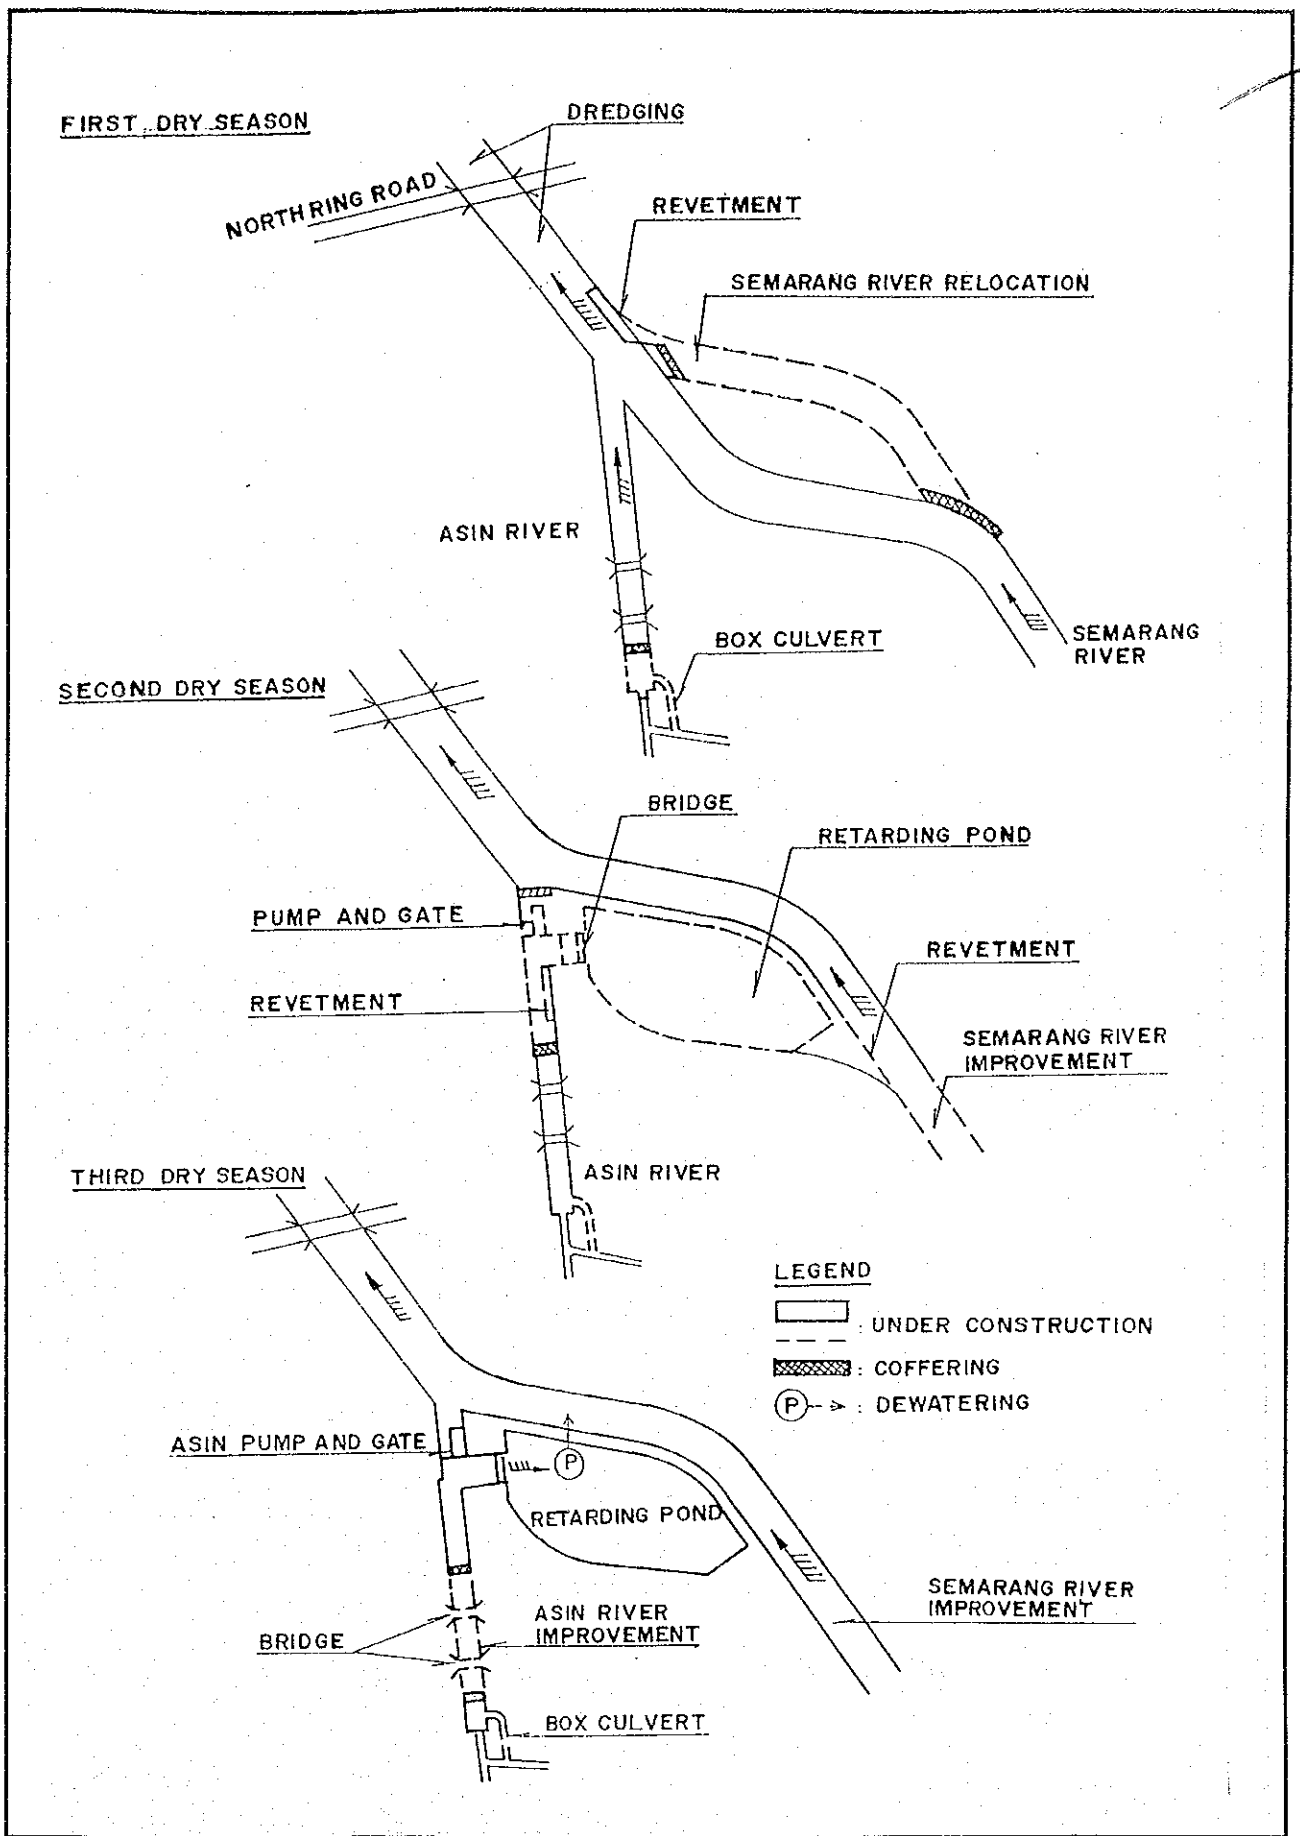 FIRST DRY SEASON
DREDGING
NORTH RING ROAD
REVETMENT
SEMARANG RIVER RELOCATION
ASIN RIVER
BOX CULVERT
SEMARANG
RIVER
SECOND DRY SEASON
BRIDGE
RETARDING POND
PUMP AND GATE
REVETMENT
REVETMENT
SEMARANG RIVER
IMPROVEMENT
ASIN RIVER
THIRD DRY SEASON
LEGEND
: UNDER CONSTRUCTION
: COFFERING
P : DEWATERING
ASIN PUMP AND GATE
P
RETARDING POND
SEMARANG RIVER
IMPROVEMENT
ASIN RIVER
IMPROVEMENT
BRIDGE
BOX CULVERT